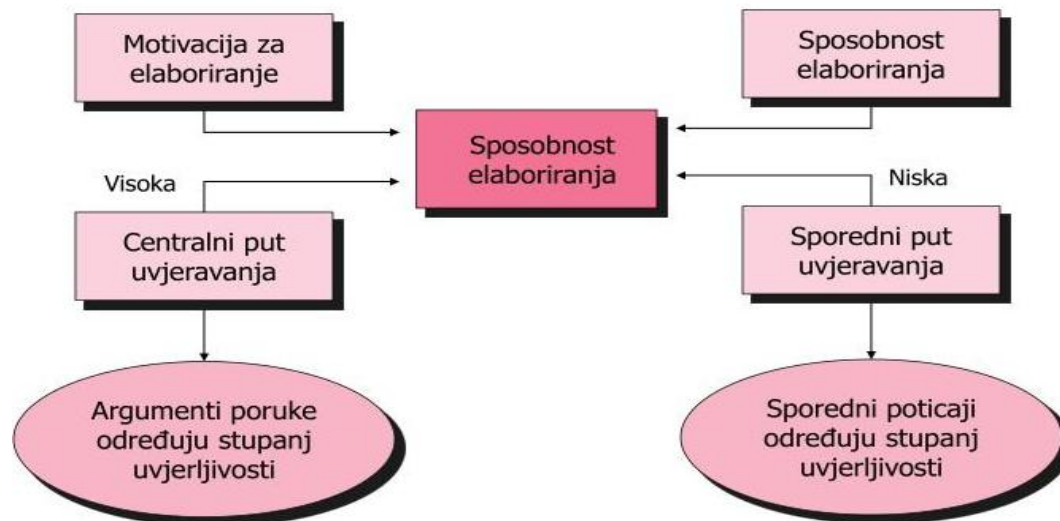 Motivacija za
elaboriranje
Sposobnost
elaboriranja
Sposobnost
elaboriranja
Visoka
Niska
Centralni put
uvjeravanja
Sporedni put
uvjeravanja
Argumenti poruke
određuju stupanj
uvjerljivosti
Sporedni poticaji
određuju stupanj
uvjerljivosti